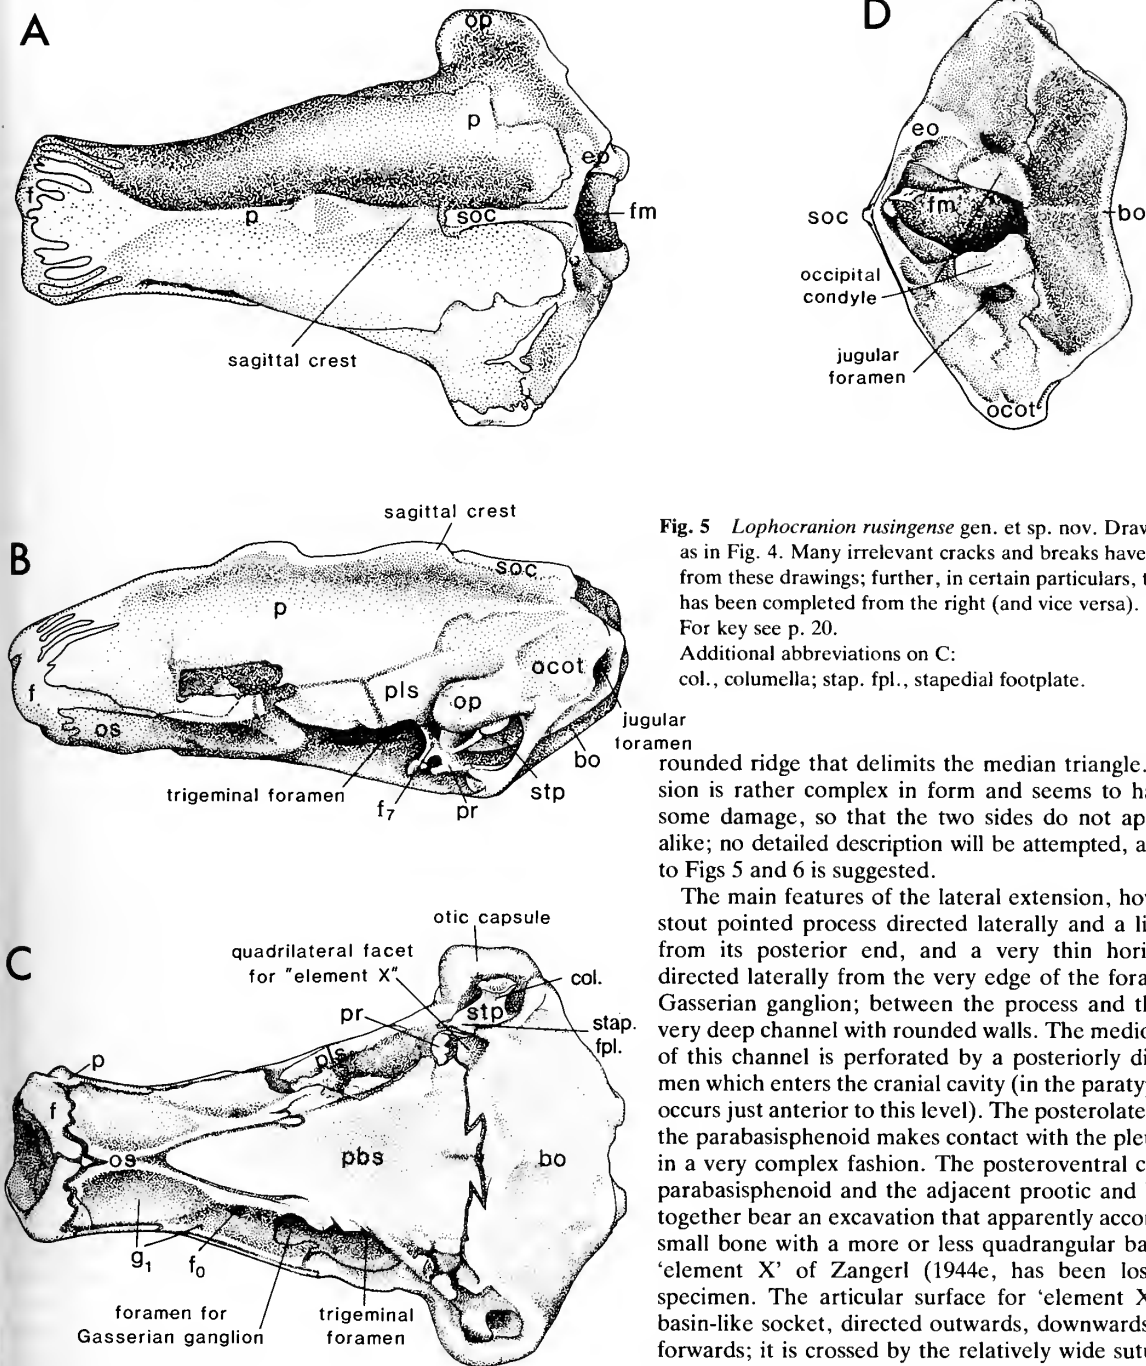 A
op
p
ep
f
p
soc
fm
sagittal crest
D
eo
fm
soc
bo
occipital
condyle
jugular
foramen
ocot
B
sagittal crest
soc
p
ocot
pls
op
f
os
jugular
foramen
bo
trigeminal foramen
stp
f7
pr
C
otic capsule
quadrilateral facet
for "element X"
col.
pr
stp
stap.
fpl.
pls
p
f
os
pbs
bo
g1
f0
foramen for
Gasserian ganglion
trigeminal
foramen
Fig. 5 Lophocranion rusingense gen. et sp. nov. Draw
as in Fig. 4. Many irrelevant cracks and breaks have
from these drawings; further, in certain particulars, t
has been completed from the right (and vice versa).
For key see p. 20.
Additional abbreviations on C:
col., columella; stap. fpl., stapedial footplate.
rounded ridge that delimits the median triangle.
sion is rather complex in form and seems to ha
some damage, so that the two sides do not ap
alike; no detailed description will be attempted, a
to Figs 5 and 6 is suggested.
The main features of the lateral extension, ho
stout pointed process directed laterally and a li
from its posterior end, and a very thin hori
directed laterally from the very edge of the fora
Gasserian ganglion; between the process and th
very deep channel with rounded walls. The medic
of this channel is perforated by a posteriorly di
men which enters the cranial cavity (in the paraty
occurs just anterior to this level). The posterolate
the parabasisphenoid makes contact with the ple
in a very complex fashion. The posteroventral c
parabasisphenoid and the adjacent prootic and
together bear an excavation that apparently accor
small bone with a more or less quadrangular ba
‘element X’ of Zangerl (1944e, has been los
specimen. The articular surface for ‘element X
basin-like socket, directed outwards, downwards
forwards; it is crossed by the relatively wide sut